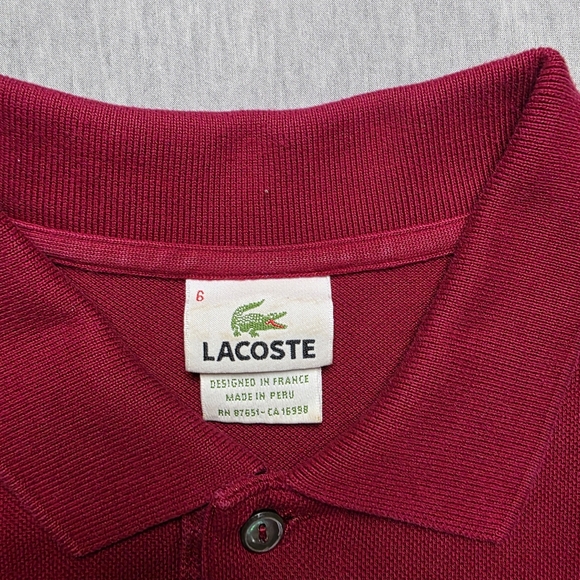 6
LACOSTE
DESIGNED IN FRANCE
MADE IN PERU
RN 87651-CA 16998